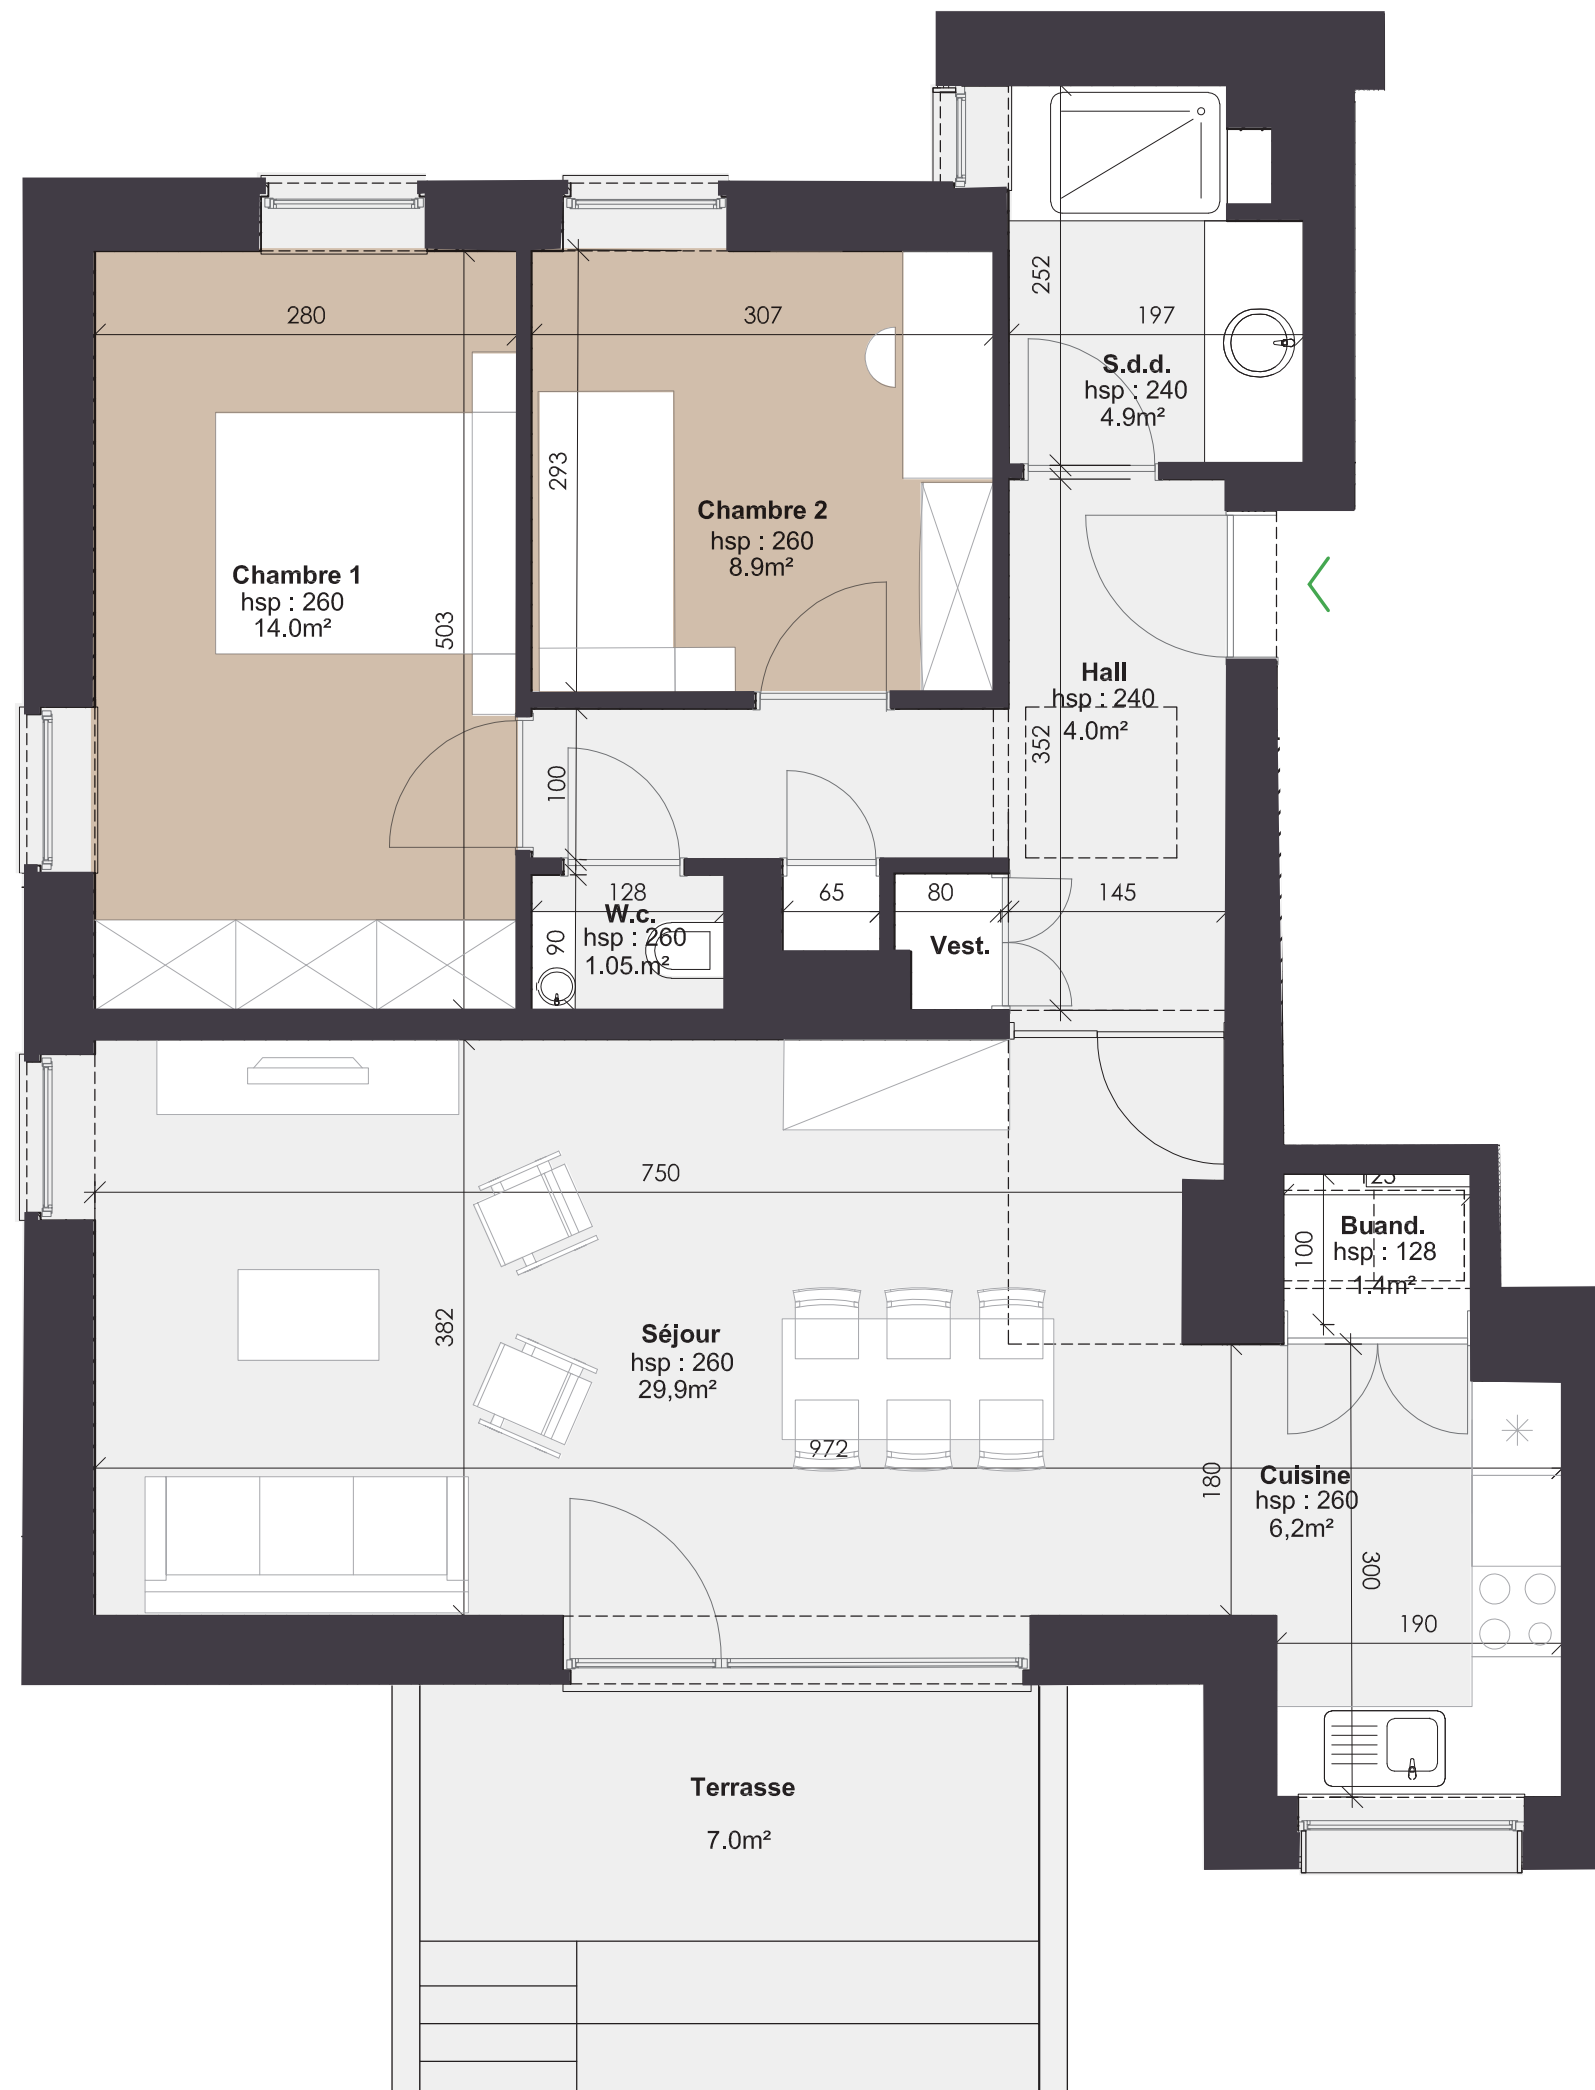 252
280
307
197
S.d.d.
hsp : 240
4.9m²
293
Chambre 2
hsp : 260
8.9m²
Chambre 1
hsp : 260
14.0m²
503
Hall
hsp : 240
4.0m²
352
100
128
65
80
145
W.c.
hsp : 260
1.05.m²
90
Vest.
750
125
Buand.
hsp : 128
1.4m²
100
382
Séjour
hsp : 260
29,9m²
972
180
Cuisine
hsp : 260
6,2m²
300
190
Terrasse
7.0m²